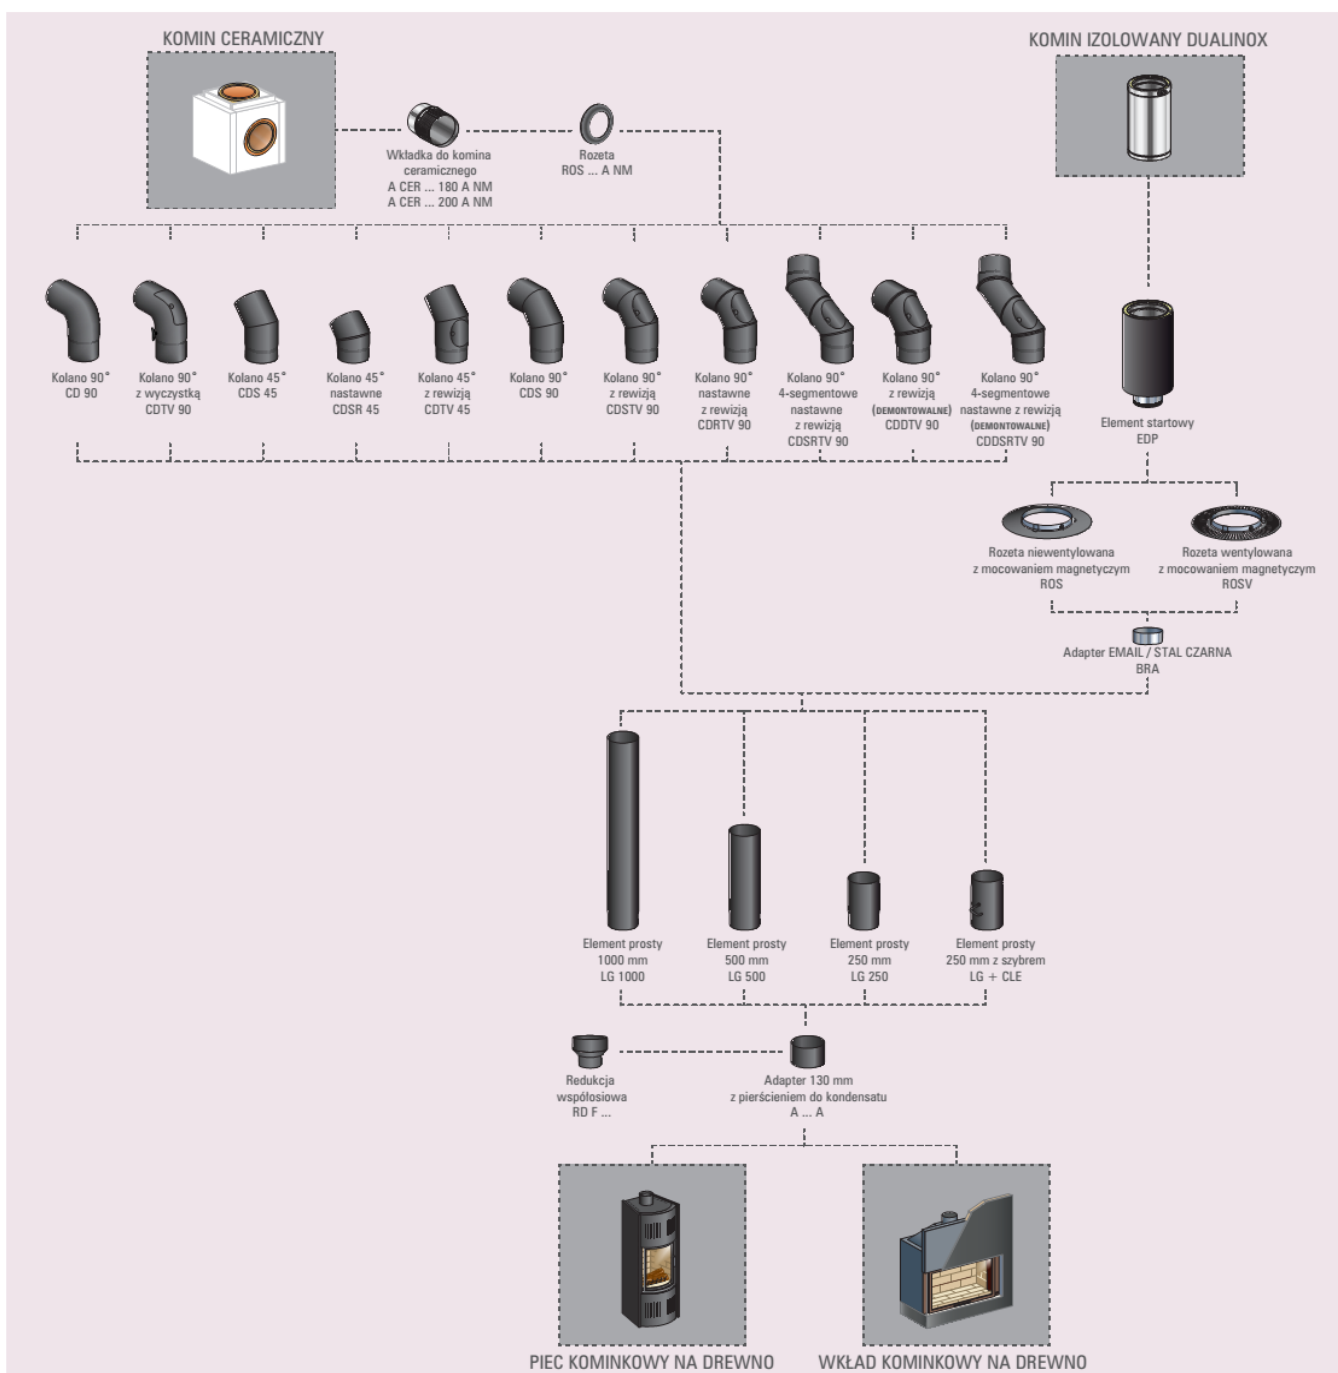 KOMIN CERAMICZNY
KOMIN IZOLOWANY DUALINOX
Wkładka do komina
ceramicznego
A CER ... 180 A NM
A CER ... 200 A NM
Rozeta
ROS ... A NM
Kolano 90°
CD 90
Kolano 90°
z wyczystką
CDTV 90
Kolano 45°
CDS 45
Kolano 45°
nastawne
CDSR 45
Kolano 45°
z rewizją
CDTV 45
Kolano 90°
CDS 90
Kolano 90°
z rewizją
CDSTV 90
Kolano 90°
nastawne
z rewizją
CDRTV 90
Kolano 90°
4-segmentowe
nastawne
z rewizją
CDSRTV 90
Kolano 90°
z rewizją
(DEMONTOWALNE)
CDDTV 90
Kolano 90°
4-segmentowe
nastawne z rewizją
(DEMONTOWALNE)
CDDSRTV 90
Element startowy
EDP
Rozeta niewentylowana
z mocowaniem magnetyczym
ROS
Rozeta wentylowana
z mocowaniem magnetyczym
ROSV
Adapter EMAIL / STAL CZARNA
BRA
Element prosty
1000 mm
LG 1000
Element prosty
500 mm
LG 500
Element prosty
250 mm
LG 250
Element prosty
250 mm z szybrem
LG + CLE
Redukcja
współosiowa
RD F ...
Adapter 130 mm
z pierścieniem do kondensatu
A ... A
PIEC KOMINKOWY NA DREWNO
WKŁAD KOMINKOWY NA DREWNO